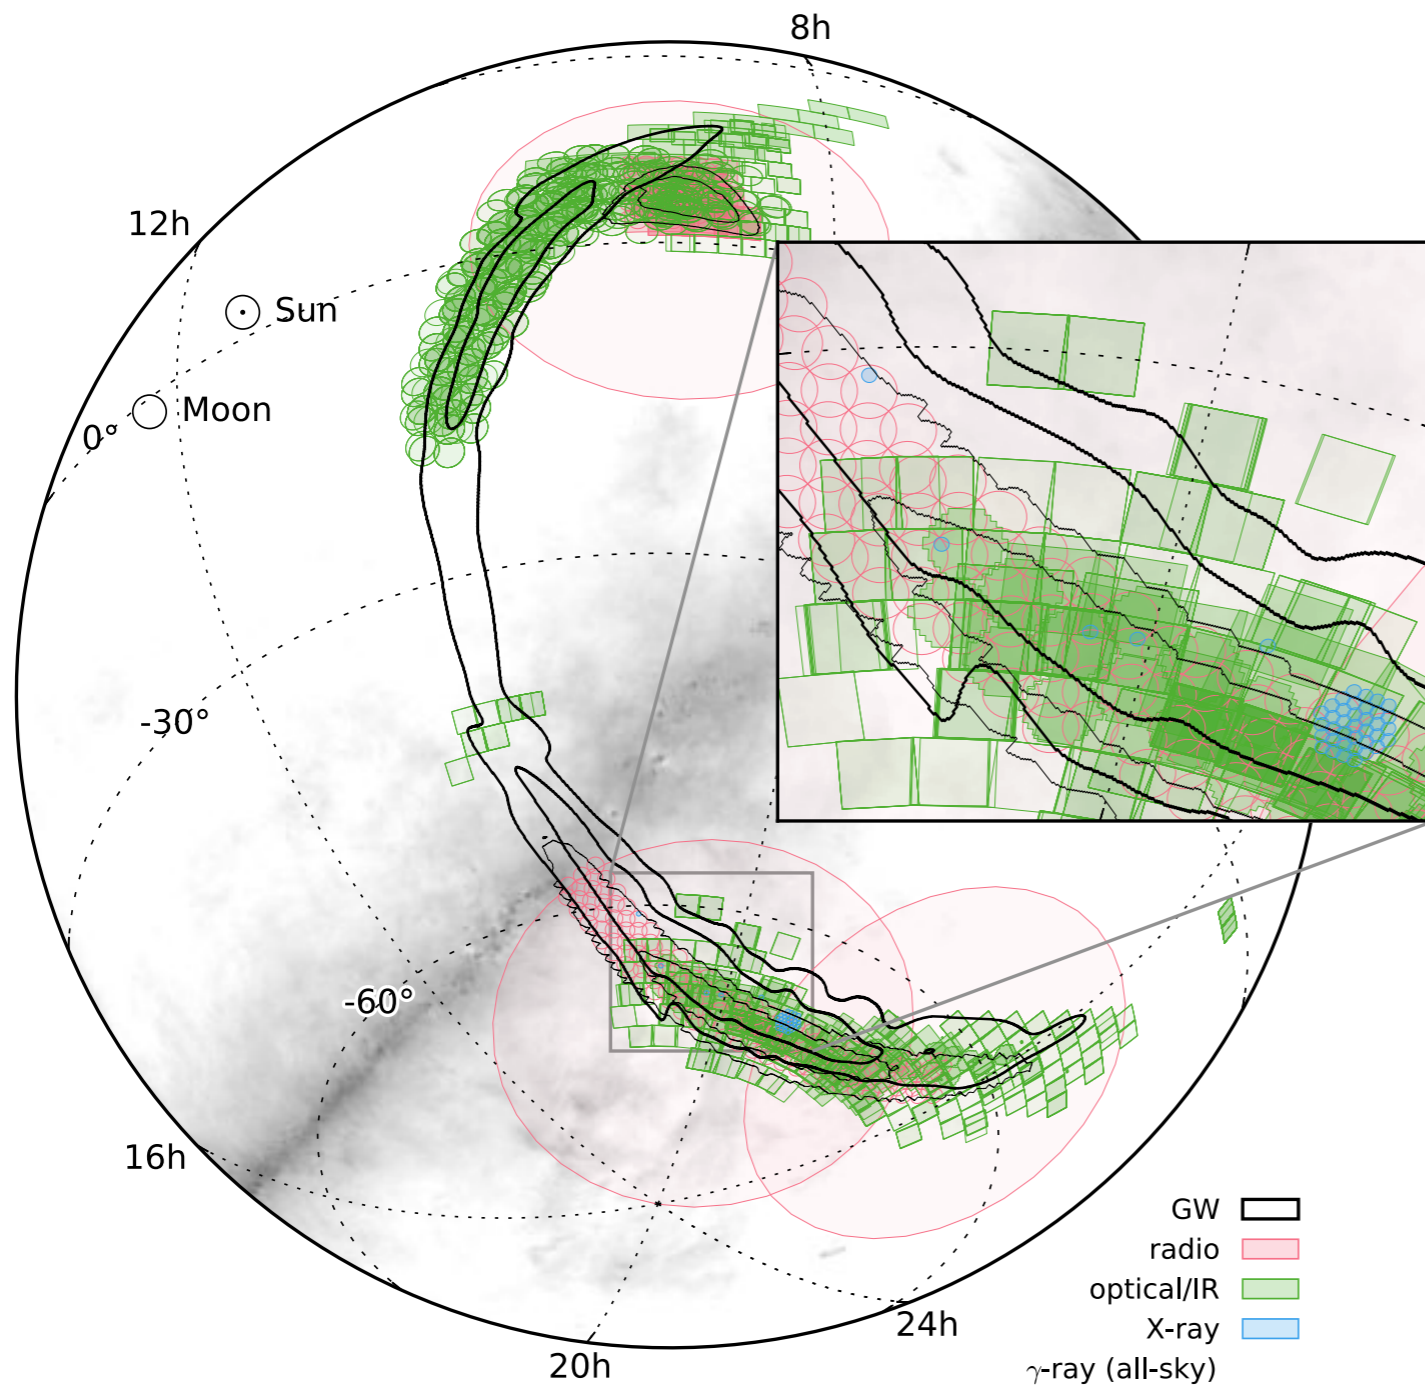 8h
12h
Sun
Moon
0°
-30°
-60°
16h
20h
24h
GW
radio
optical/IR
X-ray
γ-ray (all-sky)